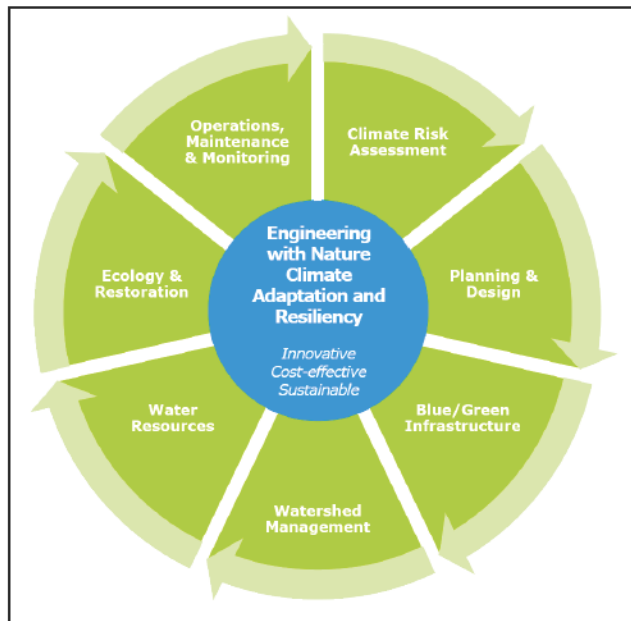 Operations,
Maintenance
& Monitoring
Climate Risk
Assessment
Engineering
with Nature
Climate
Adaptation and
Resiliency
Innovative
Cost-effective
Sustainable
Ecology &
Restoration
Planning &
Design
Water
Resources
Blue/Green
Infrastructure
Watershed
Management